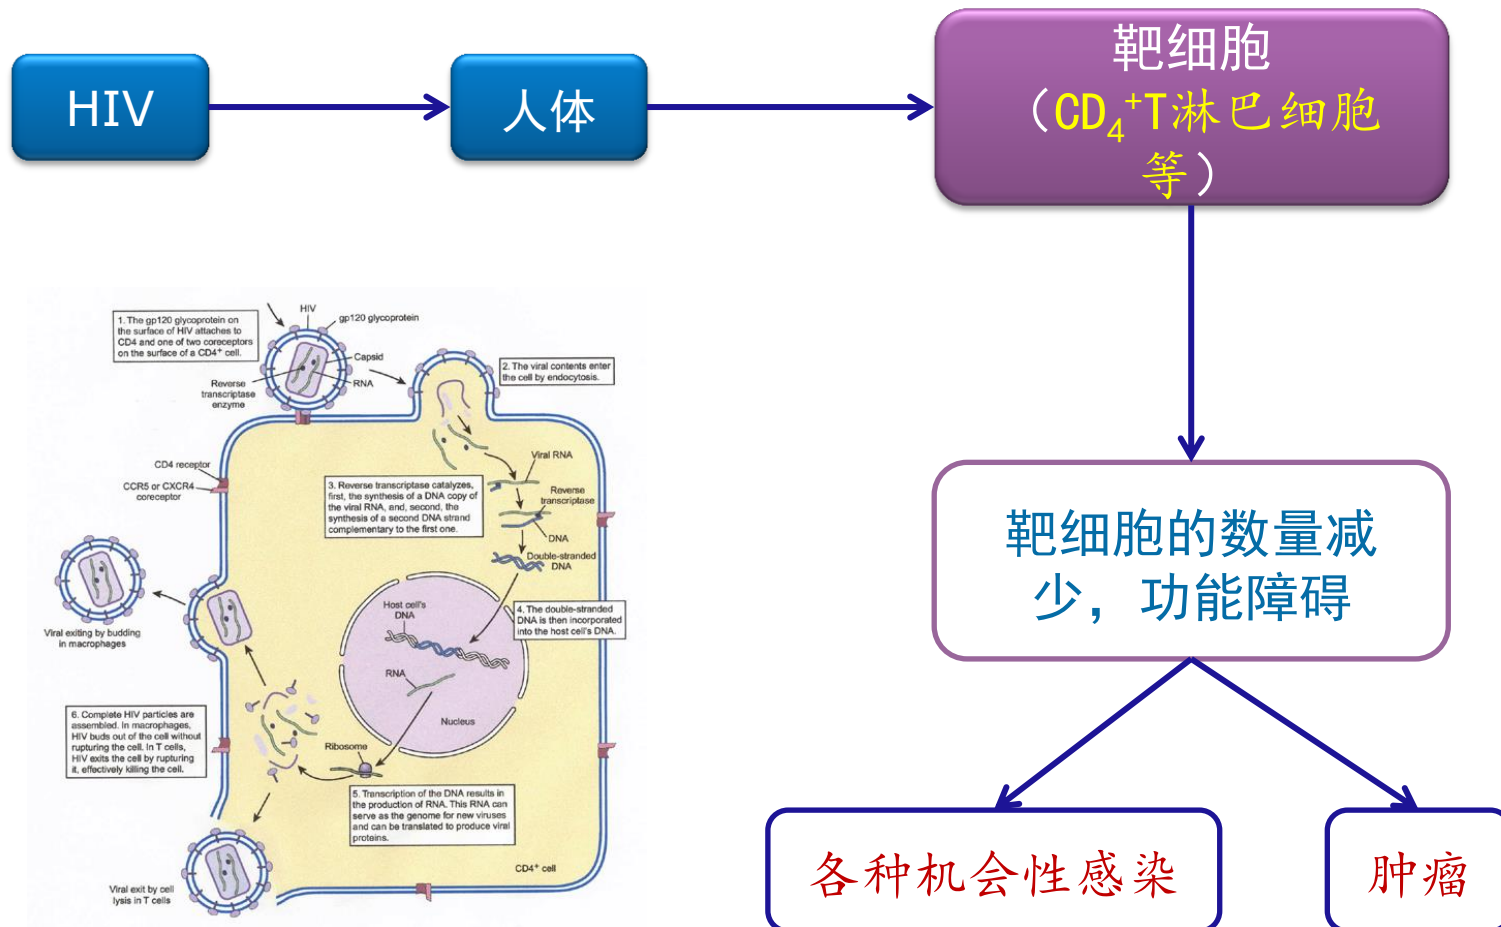 HIV
人体
靶细胞
（CD4+T淋巴细胞
等）
靶细胞的数量减
少，功能障碍
各种机会性感染
肿瘤
1. The gp120 glycoprotein on
the surface of HIV attaches to
CD4 and one of two coreceptors
on the surface of a CD4+ cell.
HIV
gp120 glycoprotein
Capsid
RNA
Reverse
transcriptase
enzyme
2. The viral contents enter
the cell by endocytosis.
CD4 receptor
CCR5 or CXCR4
coreceptor
Viral RNA
3. Reverse transcriptase catalyzes,
first, the synthesis of a DNA copy of
the viral RNA, and, second, the
synthesis of a second DNA strand
complementary to the first one.
Reverse
transcriptase
DNA
Double-stranded
DNA
Host cell's
DNA
4. The double-stranded
DNA is then incorporated
into the host cell's DNA.
RNA
Nucleus
Viral exiting by budding
in macrophages
6. Complete HIV particles are
assembled. In macrophages,
HIV buds out of the cell without
rupturing the cell. In T cells,
HIV exits the cell by rupturing
it, effectively killing the cell.
Ribosome
5. Transcription of the DNA results in
the production of RNA. This RNA can
serve as the genome for new viruses
and can be translated to produce viral
proteins.
CD4+ cell
Viral exit by cell
lysis in T cells